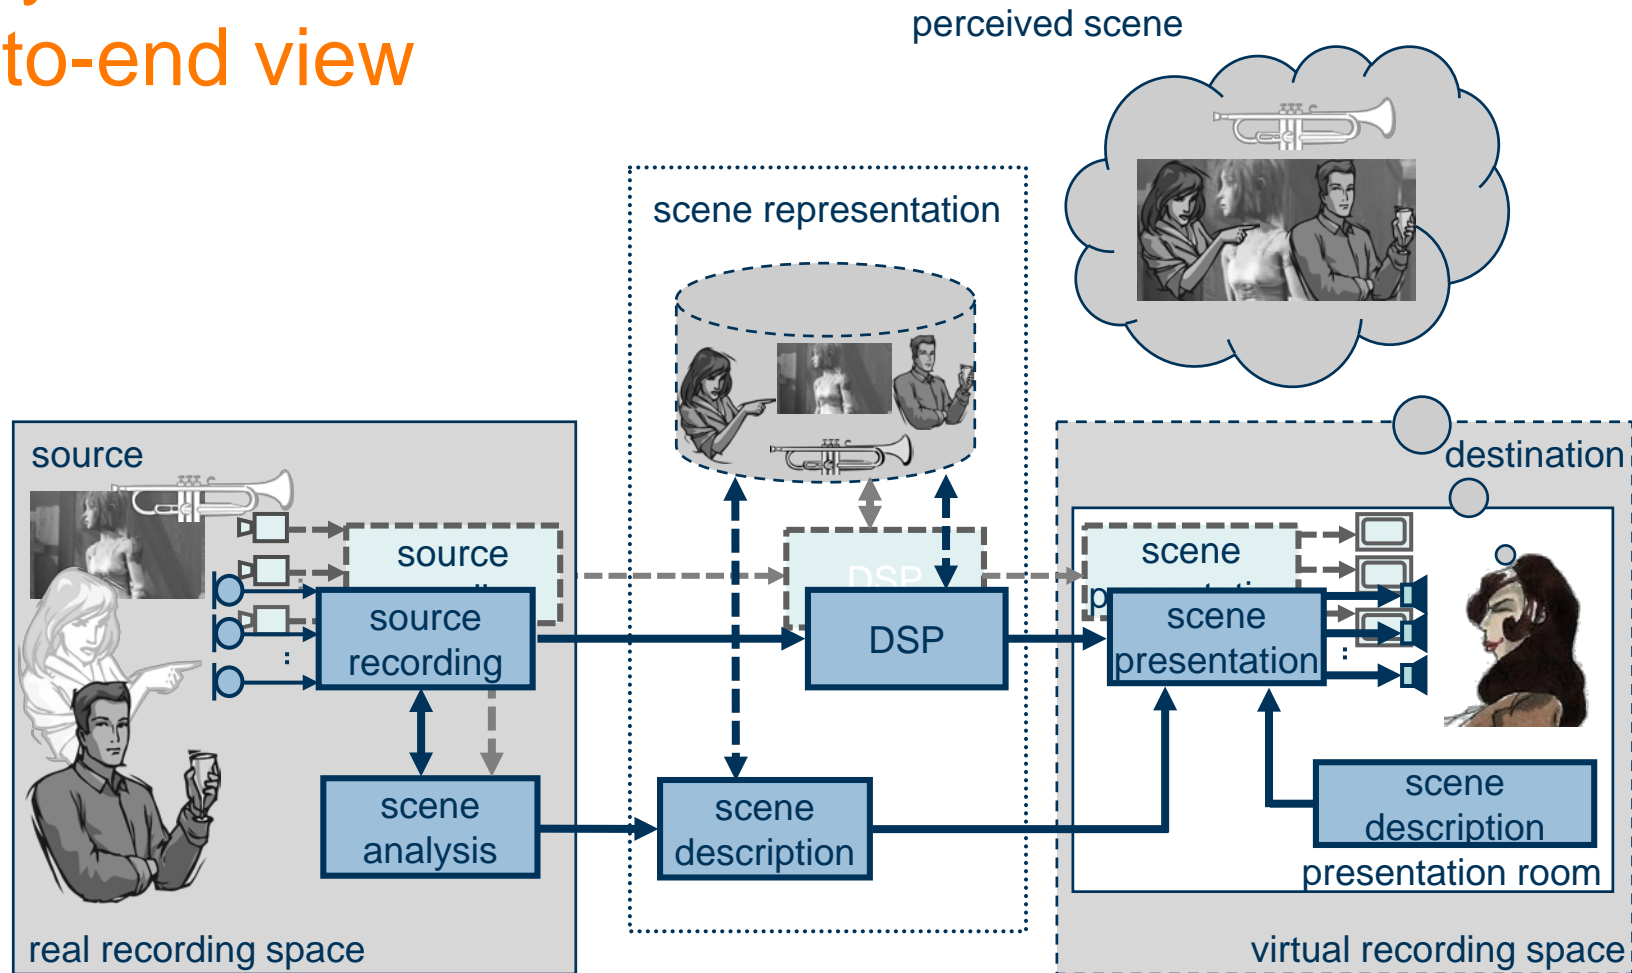 to-end view
perceived scene
scene representation
source
destination
source
scene
DSP
source
recording
DSP
scene
presentation
scene
analysis
scene
description
scene
description
presentation room
real recording space
virtual recording space